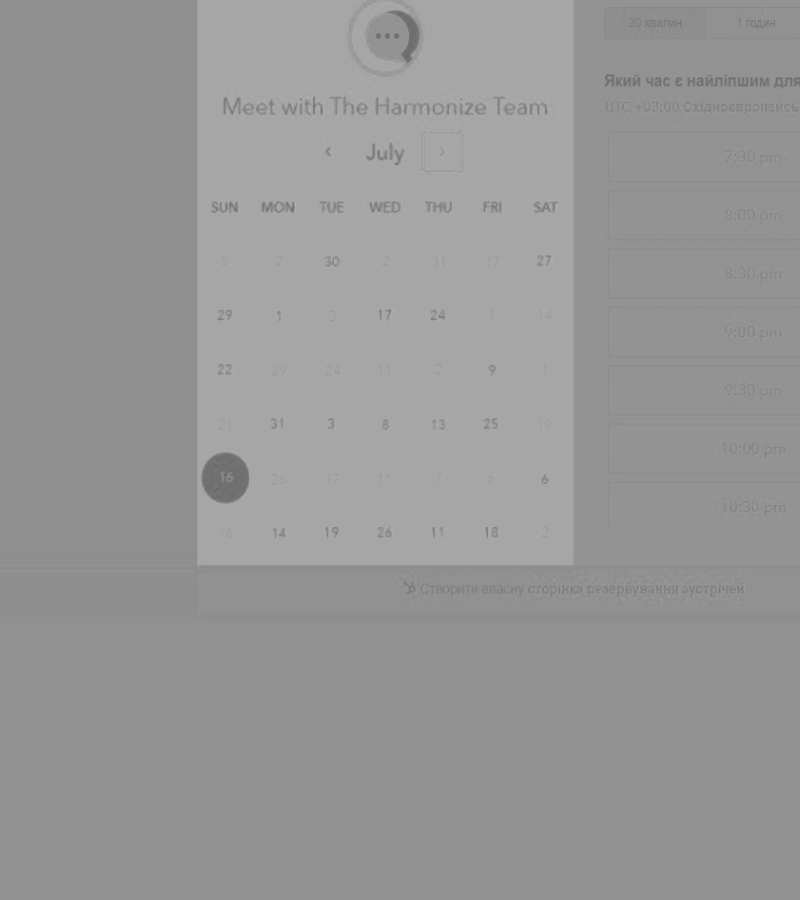 30 хвилин 1 годин
Який час є найліпшим для
UTC +03:00 Східноєвропейсь
Meet with The Harmonize Team
July
SUN MON TUE WED THU FRI SAT
5 2 30 2 31 17 27
29 1 3 17 24 1 14
22 29 24 11 2 9 1
21 31 3 8 13 25 19
16 26 17 11 7 6 6
16 14 19 26 11 18 2
7:30 pm
8:00 pm
8:30 pm
9:00 pm
9:30 pm
10:00 pm
10:30 pm
Створити власну сторінка резервування зустрічей